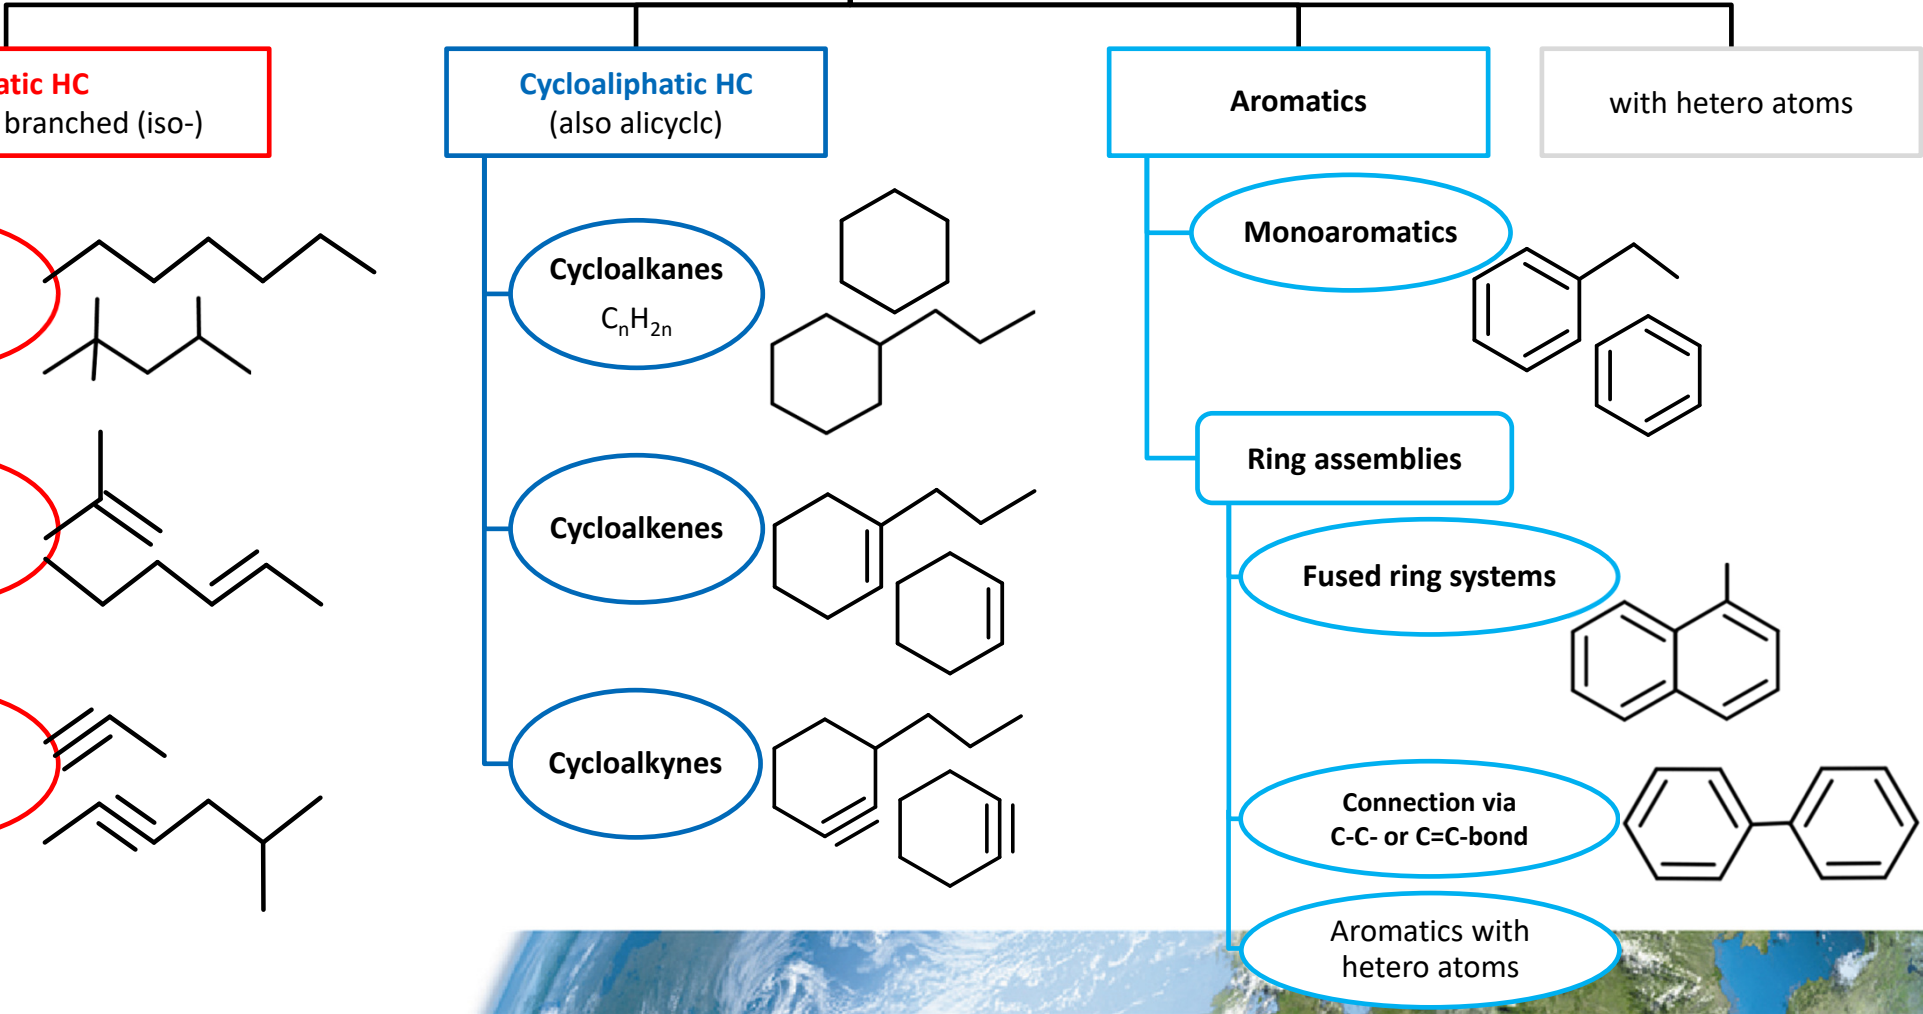 atic HC
branched (iso-)
Cycloaliphatic HC
(also alicyclc)
Cycloalkanes
CₙH₂ₙ
Cycloalkenes
Cycloalkynes
Aromatics
Monoaromatics
Ring assemblies
Fused ring systems
Connection via
C-C- or C=C-bond
Aromatics with
hetero atoms
with hetero atoms